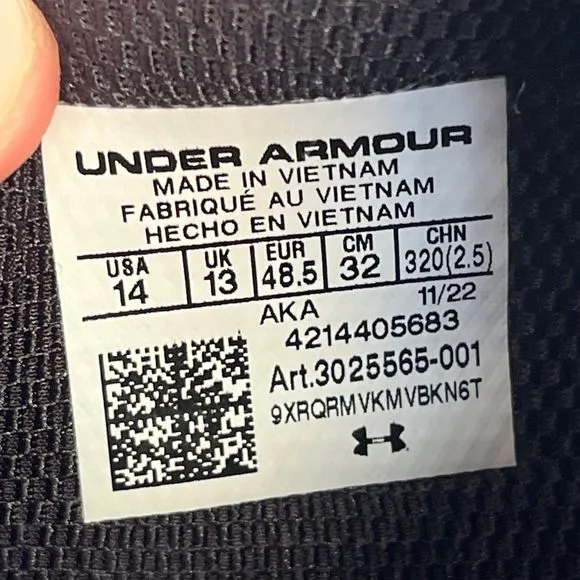 UNDER ARMOUR
MADE IN VIETNAM
FABRIQUÉ AU VIETNAM
HECHO EN VIETNAM
USA UK EUR CM CHN
14 13 48.5 32 320(2.5)
AKA 11/22
4214405683
Art.3025565-001
9XRQRMVKMVBKN6T